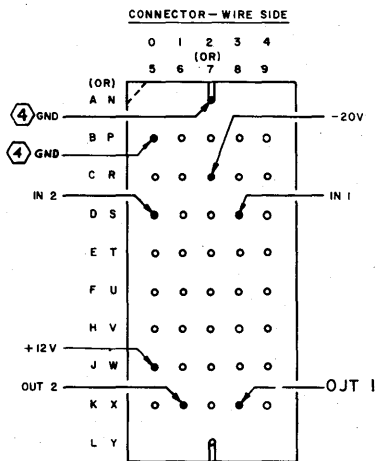 CONNECTOR – WIRE SIDE
0 1 2 3 4
(OR)
5 6 7 8 9
(OR)
A N
4 GND
B P
-20V
4 GND
C R
IN 2
IN 1
D S
E T
F U
H V
+12V
J W
OUT 2
OJT 1
K X
L Y